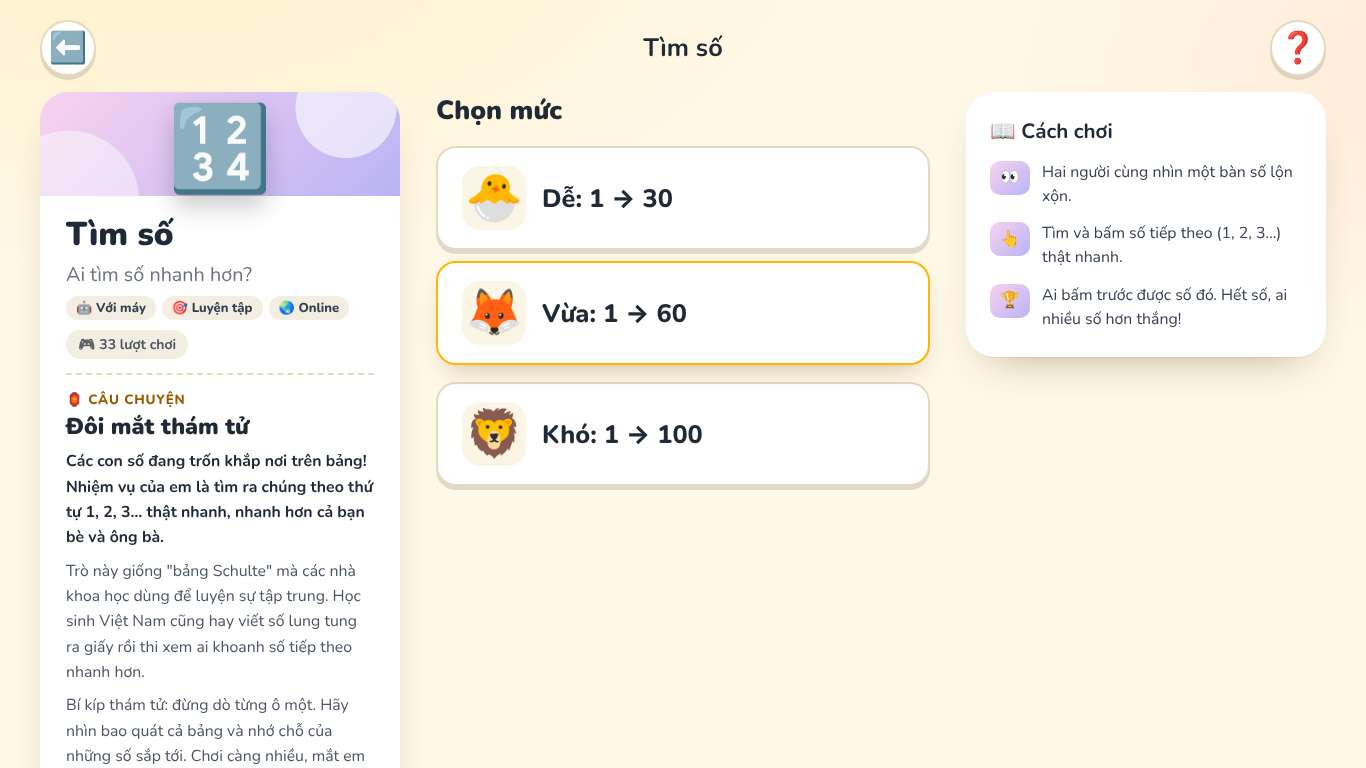 Tìm số
Tìm số
Ai tìm số nhanh hơn?
Với máy
Luyện tập
Online
33 lượt chơi
CÂU CHUYỆN
Đôi mắt thám tử
Các con số đang trốn khắp nơi trên bảng!
Nhiệm vụ của em là tìm ra chúng theo thứ
tự 1, 2, 3... thật nhanh, nhanh hơn cả bạn
bè và ông bà.
Trò này giống "bảng Schulte" mà các nhà
khoa học dùng để luyện sự tập trung. Học
sinh Việt Nam cũng hay viết số lung tung
ra giấy rồi thi xem ai khoanh số tiếp theo
nhanh hơn.
Bí kíp thám tử: đừng dò từng ô một. Hãy
nhìn bao quát cả bảng và nhớ chỗ của
những số sắp tới. Chơi càng nhiều, mắt em
Chọn mức
Dễ: 1 → 30
Vừa: 1 → 60
Khó: 1 → 100
Cách chơi
Hai người cùng nhìn một bàn số lộn
xộn.
Tìm và bấm số tiếp theo (1, 2, 3...)
thật nhanh.
Ai bấm trước được số đó. Hết số, ai
nhiều số hơn thắng!